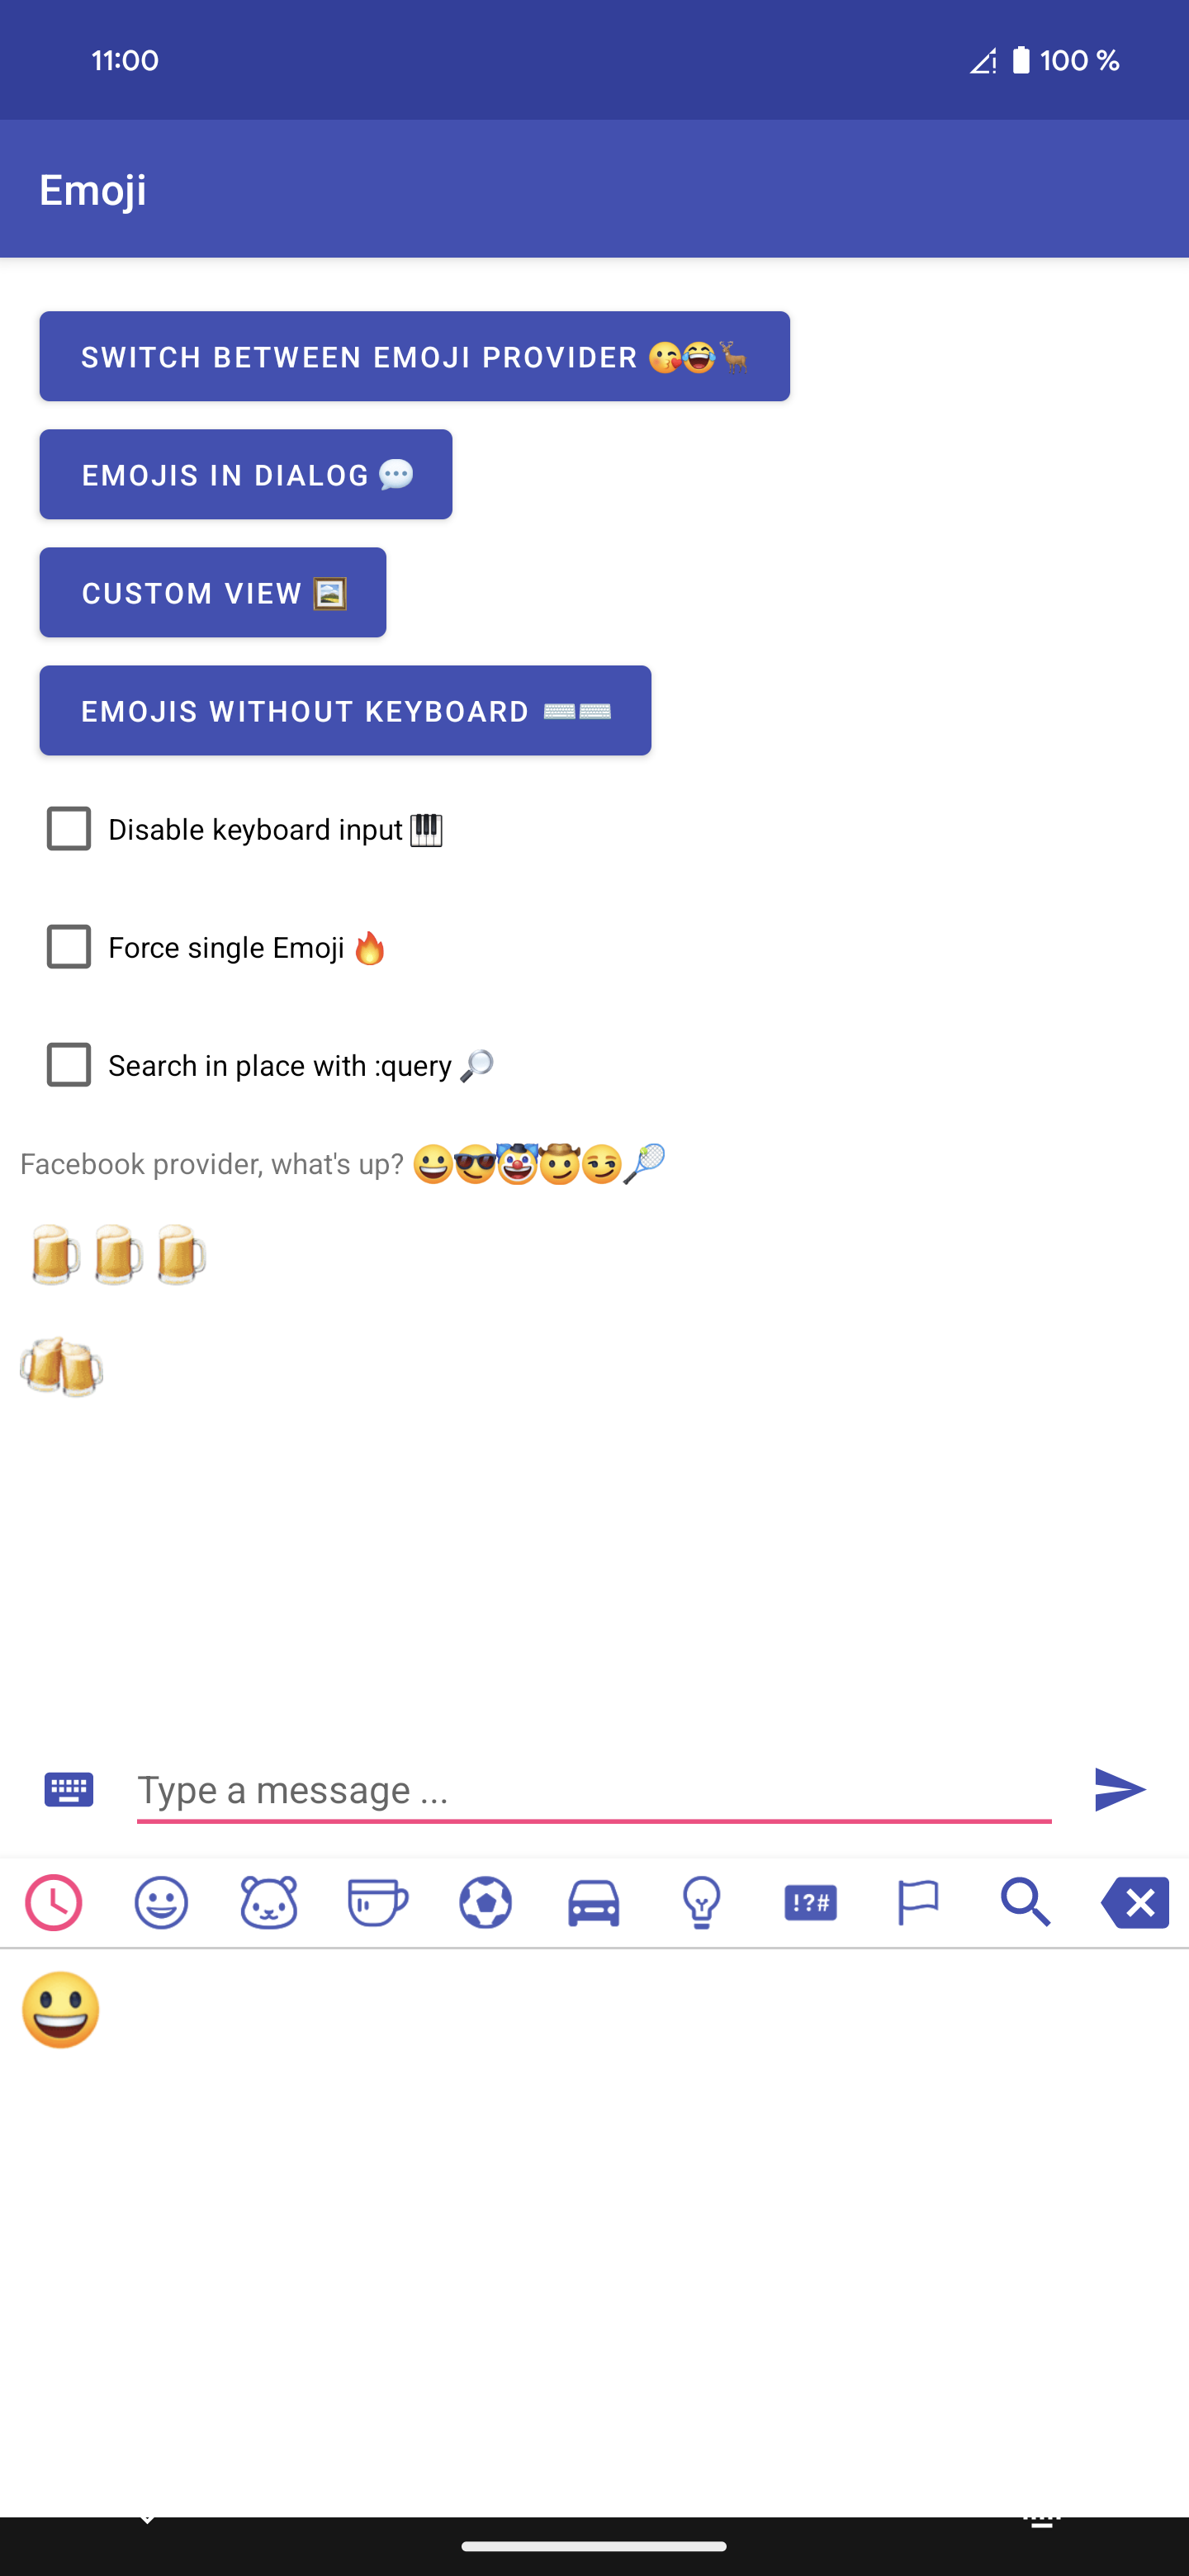 11:00
100 %
Emoji
SWITCH BETWEEN EMOJI PROVIDER 😘😂🦌
EMOJIS IN DIALOG 💬
CUSTOM VIEW 🖼️
EMOJIS WITHOUT KEYBOARD ⌨️⌨️
Disable keyboard input 🎹
Force single Emoji 🔥
Search in place with :query 🔎
Facebook provider, what's up? 😀😎🤡🤠😏🎾
🍺🍺🍺
🍻
Type a message ...
!?#
😃